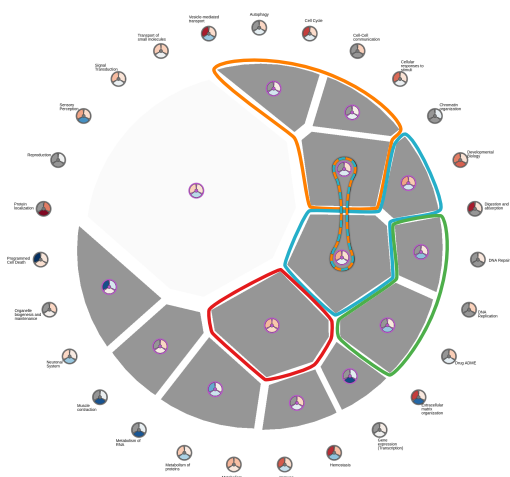 Autophagy
Vesicle-mediated
transport
Cell Cycle
Transport of
small molecules
Cell-Cell
communication
Signal
Transduction
Cellular
responses to
stimuli
Sensory
Perception
Chromatin
organization
Reproduction
Developmental
Biology
Protein
localization
Digestion and
absorption
Programmed
Cell Death
DNA Repair
Organelle
biogenesis and
maintenance
DNA
Replication
Neuronal
System
Drug ADME
Muscle
contraction
Extracellular
matrix
organization
Metabolism of
RNA
Gene
expression
(Transcription)
Metabolism of
proteins
Hemostasis